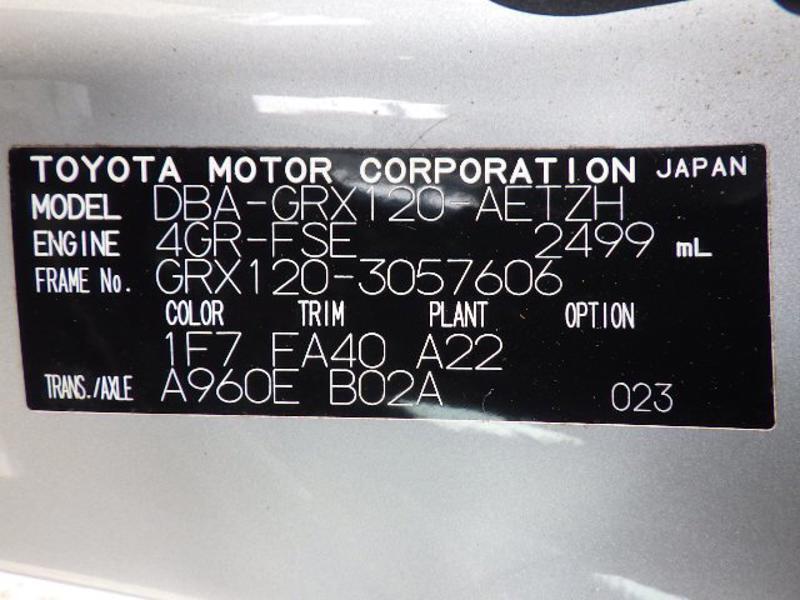 TOYOTA MOTOR CORPORATION JAPAN
MODEL DBA-GRX120-AETZH
ENGINE 4GR-FSE 2499 mL
FRAME No. GRX120-3057606
COLOR TRIM PLANT OPTION
1F7 FA40 A22
TRANS./AXLE A960E B02A 023